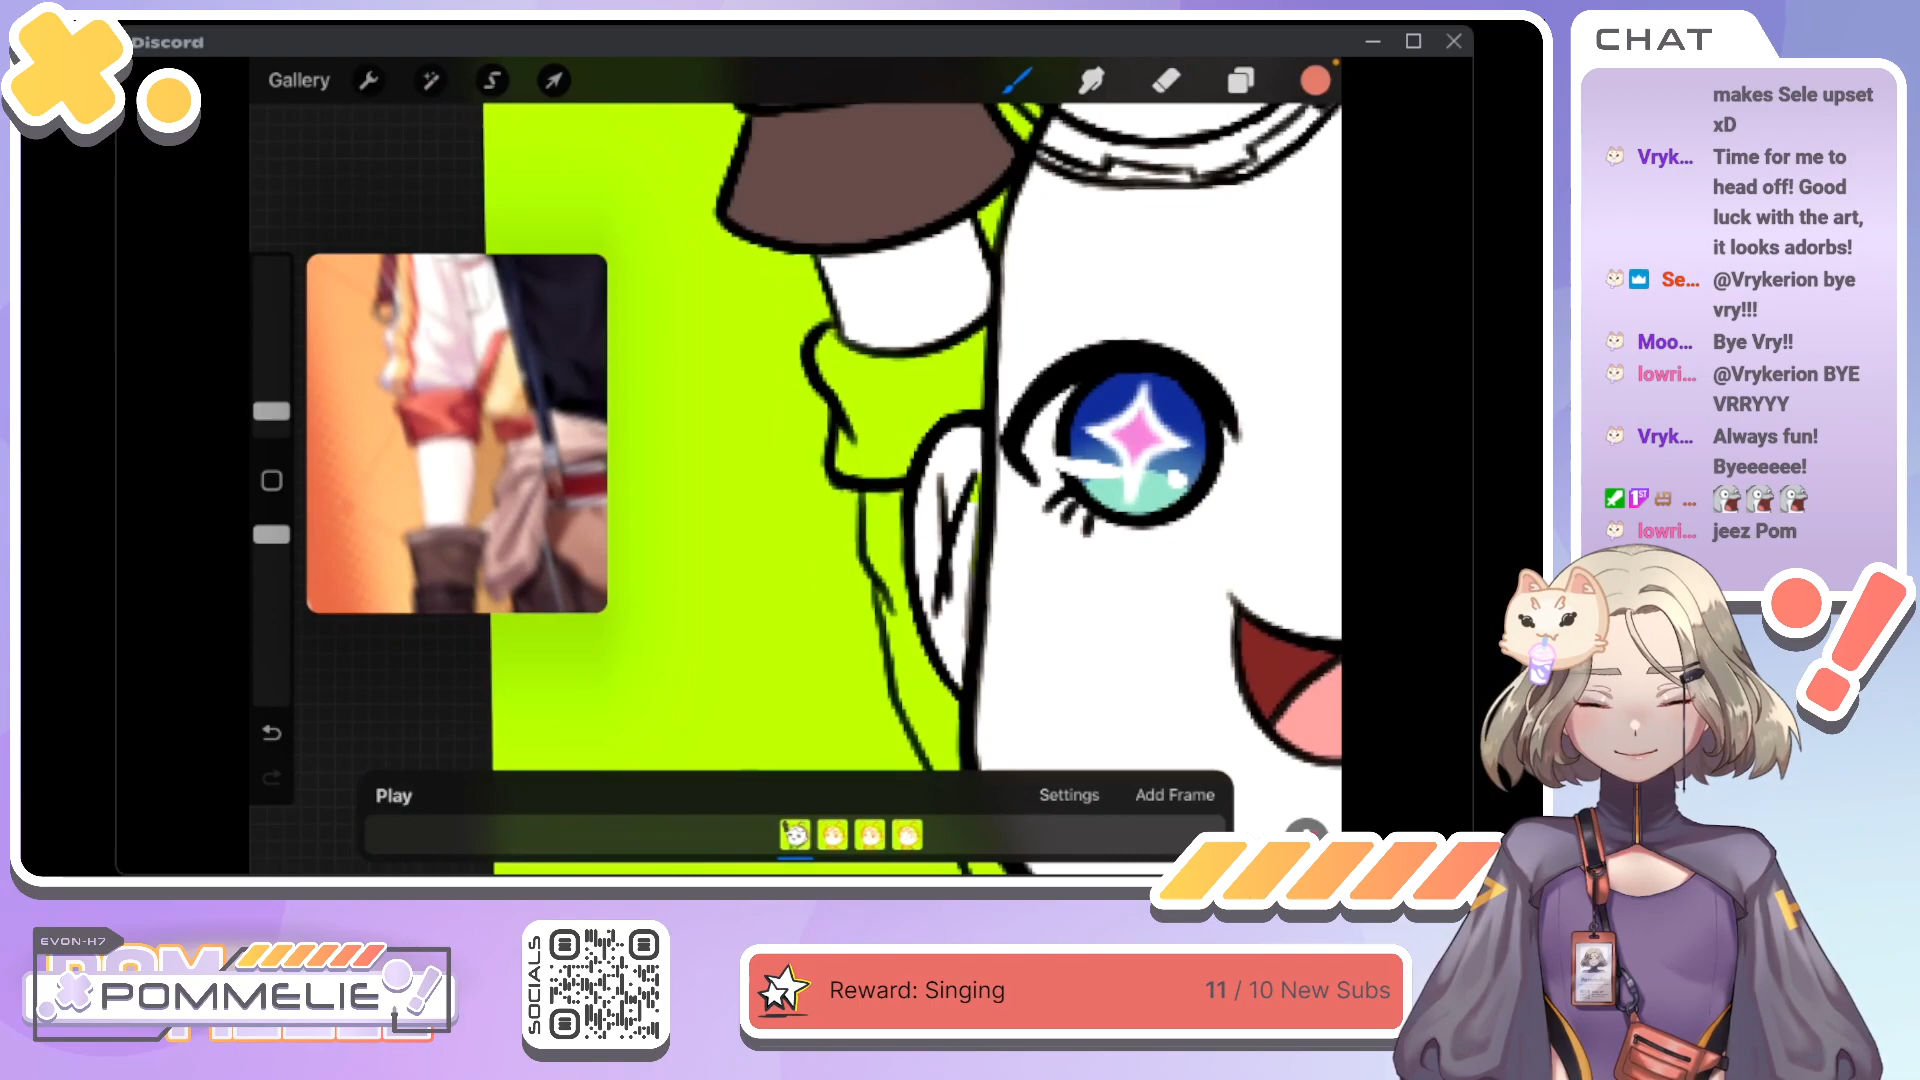 Discord
Gallery
Play
Settings
Add Frame
CHAT
makes Sele upset
xD
Vryk... Time for me to
head off! Good
luck with the art,
it looks adorbs!
Se... @Vrykerion bye
vry!!!
Moo... Bye Vry!!
lowri... @Vrykerion BYE
VRRYYY
Vryk... Always fun!
Byeeeeee!
1ST ...
lowri... jeez Pom
EVON-H7
POMMELIE
SOCIALS
Reward: Singing
11 / 10 New Subs